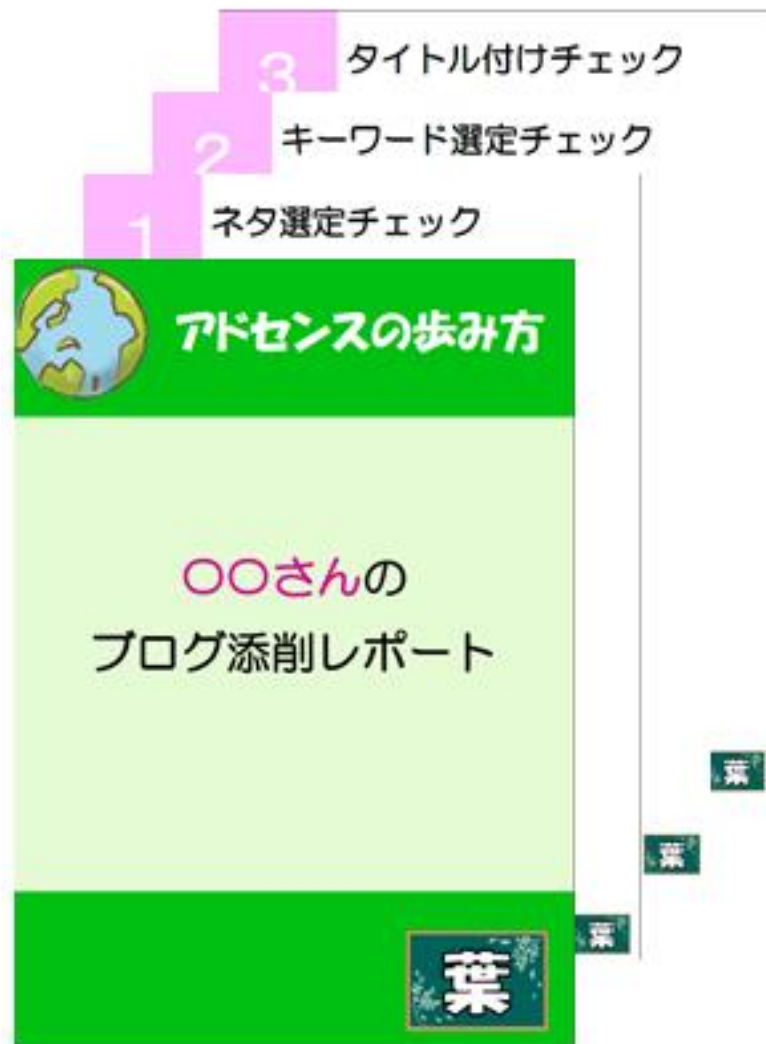 3 タイトル付けチェック
2 キーワード選定チェック
1 ネタ選定チェック
アドセンスの歩み方
〇〇さんの
ブログ添削レポート
葉
葉
葉
葉